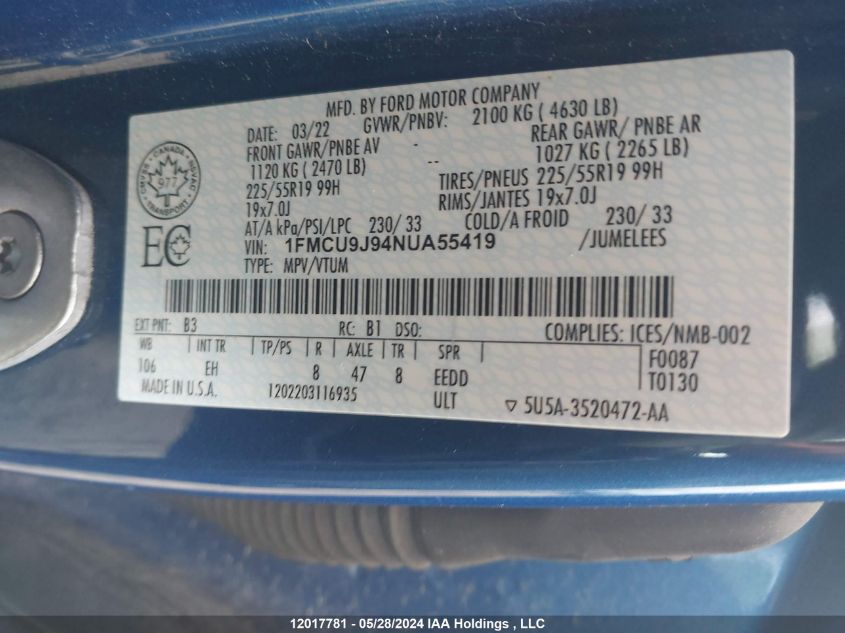 MFD. BY FORD MOTOR COMPANY
DATE: 03/22 GVWR/PNBV: 2100 KG ( 4630 LB)
FRONT GAWR/PNBE AV - REAR GAWR/ PNBE AR
1120 KG ( 2470 LB) -- 1027 KG ( 2265 LB)
225/55R19 99H TIRES/PNEUS 225/55R19 99H
19x7.0J RIMS/JANTES 19x7.0J
AT/A kPa/PSI/LPC 230/ 33 COLD/A FROID 230/ 33
VIN: 1FMCU9J94NUA55419 /JUMELEES
TYPE: MPV/VTUM
CANADA
977
TRANSPORT
EC
EXT PNT: B3 RC: B1 DSO: COMPLIES: ICES/NMB-002
WB INT TR TP/PS R AXLE TR SPR F0087
106 EH 8 47 8 EEDD T0130
MADE IN U.S.A. 1202203116935 ULT ▽ 5U5A-3520472-AA
12017781 - 05/28/2024 IAA Holdings , LLC